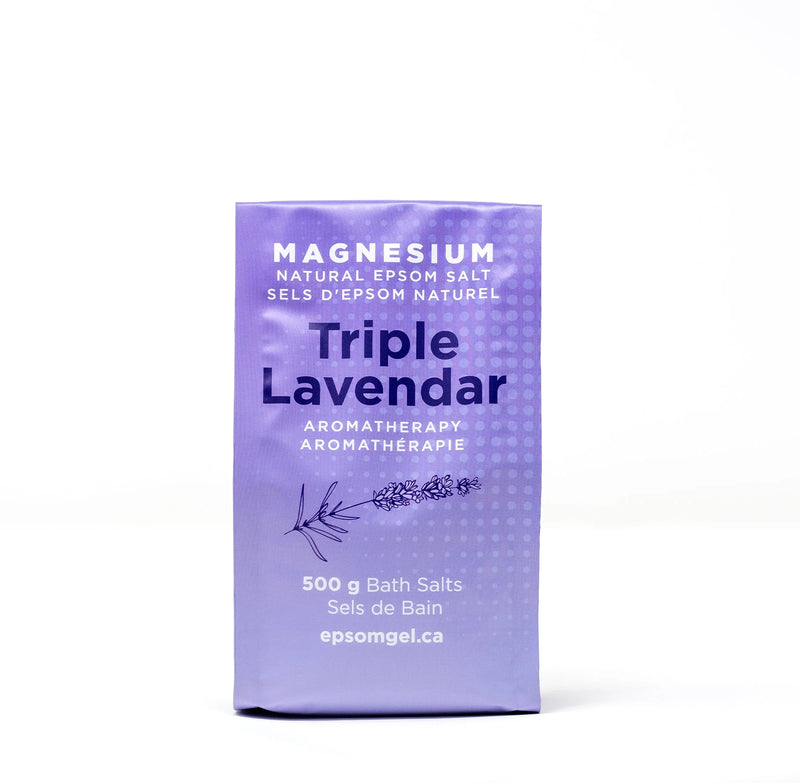 MAGNESIUM
NATURAL EPSOM SALT
SELS D'EPSOM NATUREL
Triple
Lavendar
AROMATHERAPY
AROMATHÉRAPIE
500 g Bath Salts
Sels de Bain
epsomgel.ca